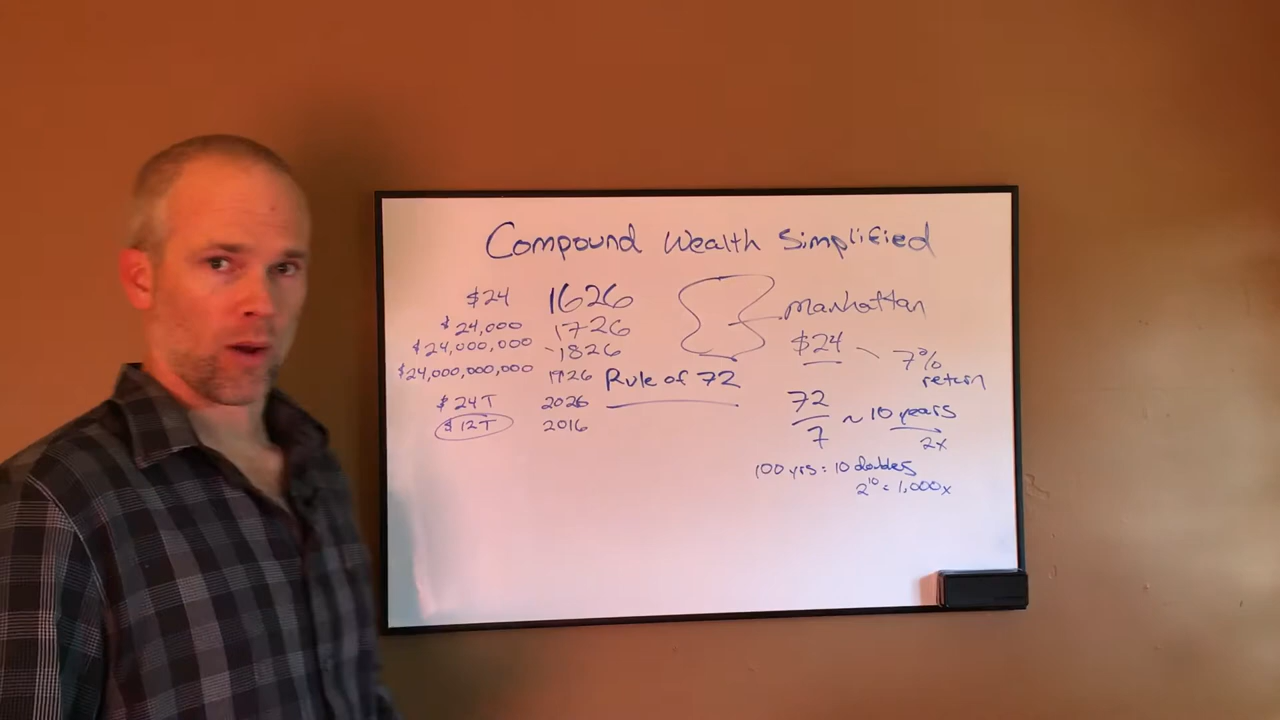 Compound Wealth Simplified
$24 1626
$24,000 1726
$24,000,000 1826
$24,000,000,000 1926
$24T 2026
$12T 2016
Rule of 72
Manhattan
$24
7% return
72
7
~ 10 years
2x
100 yrs = 10 doubles
2^10 = 1,000x